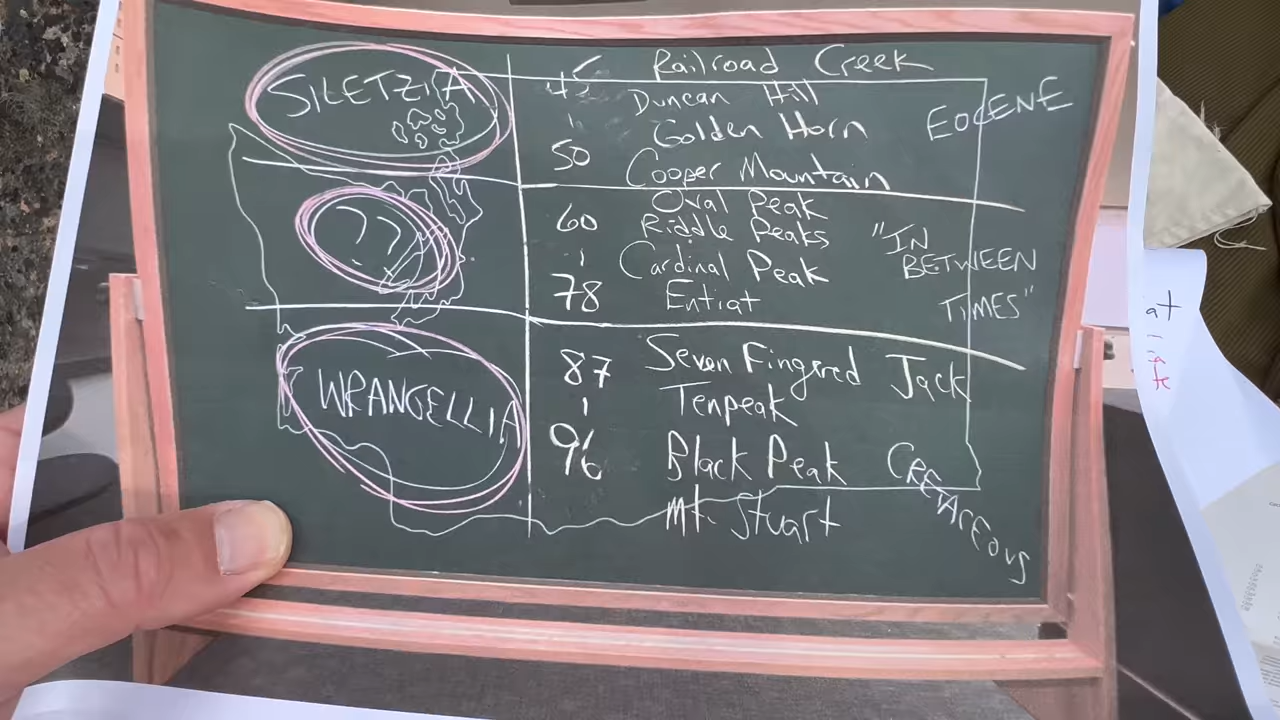 SILETZIA
45 Railroad Creek
Duncan Hill
Golden Horn
50 Cooper Mountain
EOCENE
??
60 Oval Peak
Riddle Peaks
Cardinal Peak
78 Entiat
"IN
BETWEEN
TIMES"
WRANGELLIA
87 Seven Fingered Jack
Tenpeak
96 Black Peak
Mt. Stuart
CRETACEOUS
at